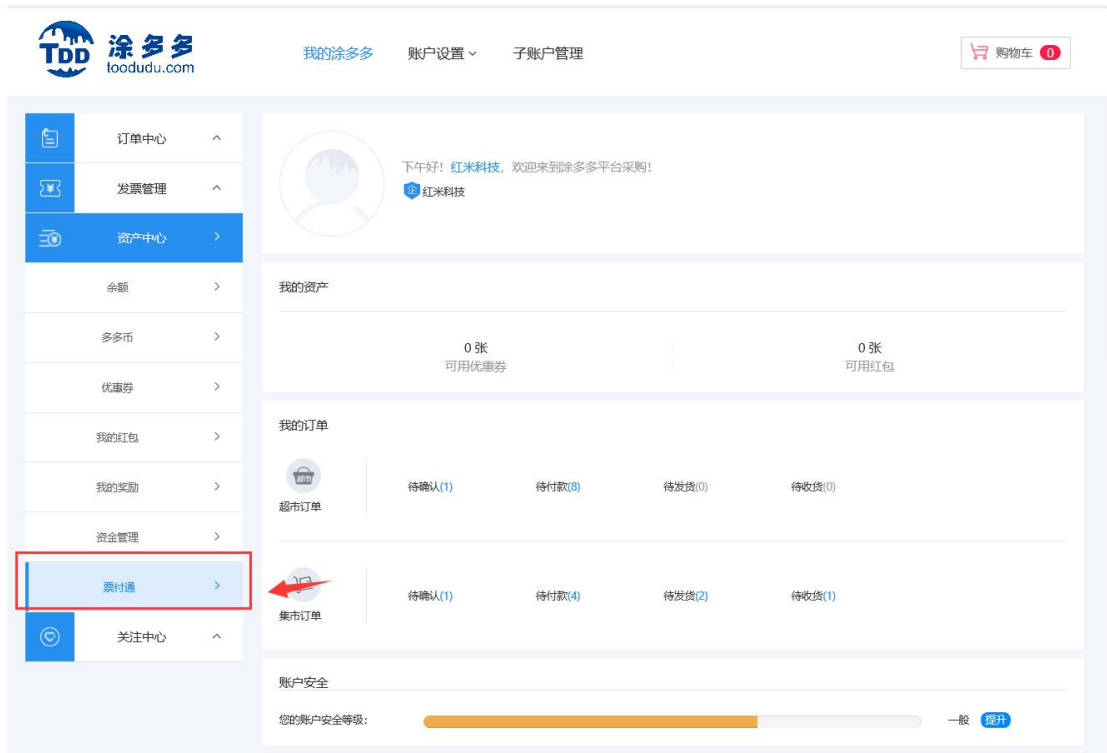 TDD 涂多多
toodudu.com
我的涂多多 账户设置 子账户管理 购物车 0
订单中心
发票管理
资产中心
余额
多多币
优惠券
我的红包
我的奖励
资金管理
票付通
关注中心
下午好！红米科技，欢迎来到涂多多平台采购！
企 红米科技
我的资产
0 张 0 张
可用优惠券 可用红包
我的订单
超市
超市订单 待确认(1) 待付款(8) 待发货(0) 待收货(0)
集市订单 待确认(1) 待付款(4) 待发货(2) 待收货(1)
账户安全
您的账户安全等级： 一般 提升